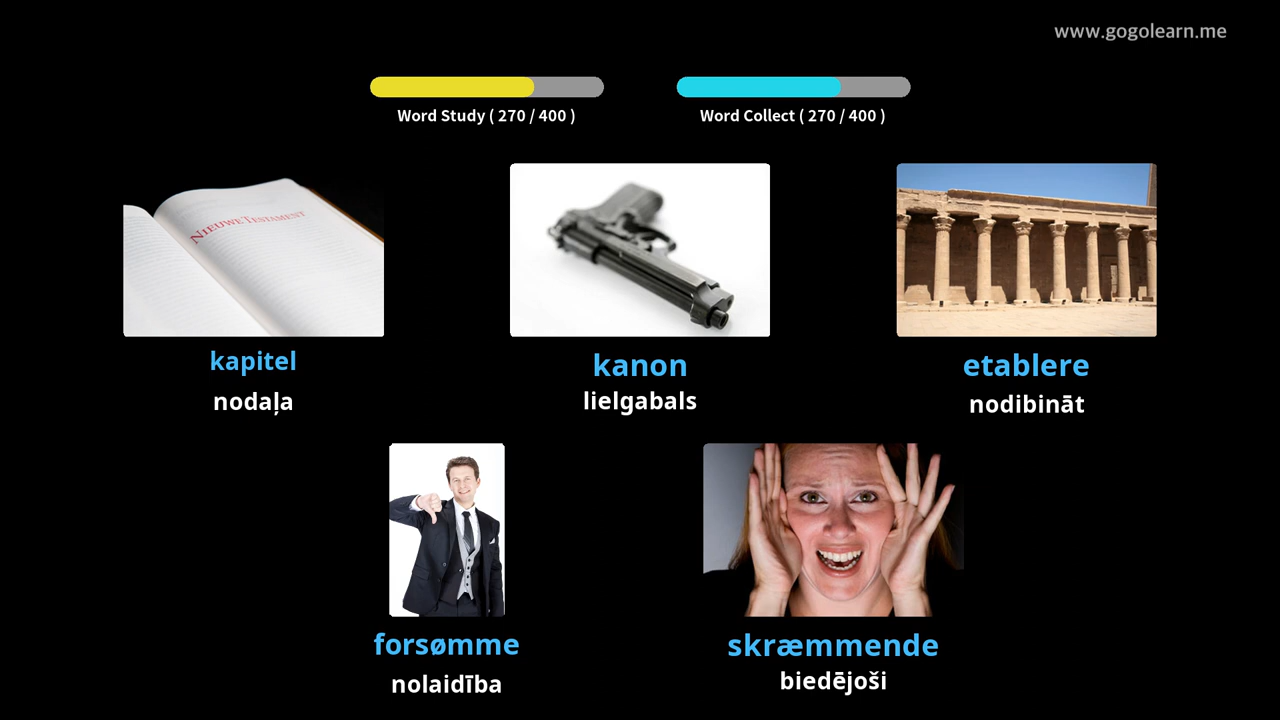 www.gogolearn.me
Word Study ( 270 / 400 )
Word Collect ( 270 / 400 )
NIEUWE TESTAMENT
kapitel
nodaļa
kanon
lielgabals
etablere
nodibināt
forsømme
nolaidība
skræmmende
biedējoši